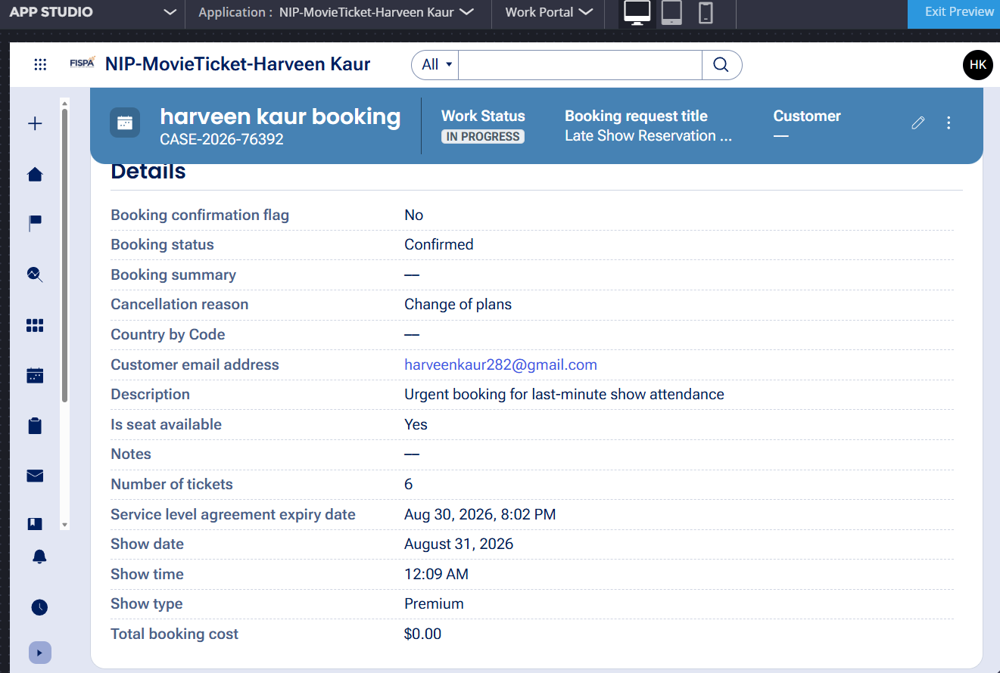 APP STUDIO
Application : NIP-MovieTicket-Harveen Kaur
Work Portal
Exit Preview
FISPA
NIP-MovieTicket-Harveen Kaur
All
HK
harveen kaur booking
CASE-2026-76392
Work Status
IN PROGRESS
Booking request title
Late Show Reservation ...
Customer
—
Details
Booking confirmation flag No
Booking status Confirmed
Booking summary —
Cancellation reason Change of plans
Country by Code —
Customer email address harveenkaur282@gmail.com
Description Urgent booking for last-minute show attendance
Is seat available Yes
Notes —
Number of tickets 6
Service level agreement expiry date Aug 30, 2026, 8:02 PM
Show date August 31, 2026
Show time 12:09 AM
Show type Premium
Total booking cost $0.00